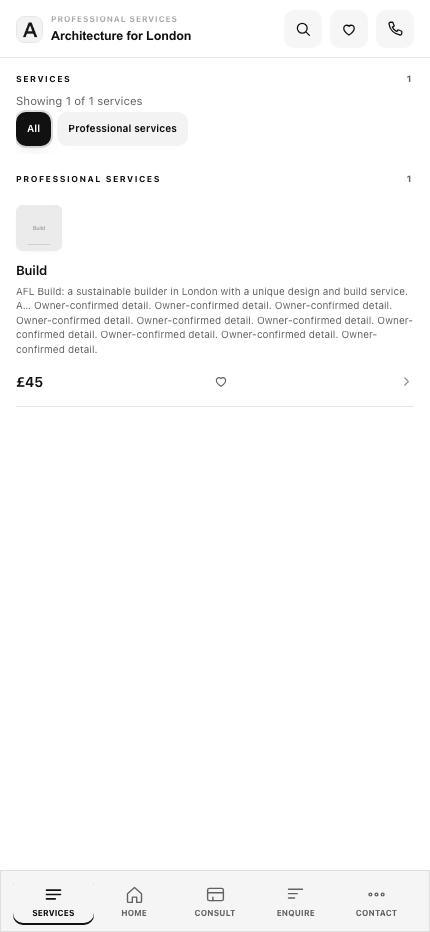 A
PROFESSIONAL SERVICES
Architecture for London
SERVICES
1
Showing 1 of 1 services
All
Professional services
PROFESSIONAL SERVICES
1
Build
Build
AFL Build: a sustainable builder in London with a unique design and build service.
A... Owner-confirmed detail. Owner-confirmed detail. Owner-confirmed detail.
Owner-confirmed detail. Owner-confirmed detail. Owner-confirmed detail. Owner-
confirmed detail. Owner-confirmed detail. Owner-confirmed detail. Owner-
confirmed detail.
£45
SERVICES
HOME
CONSULT
ENQUIRE
CONTACT